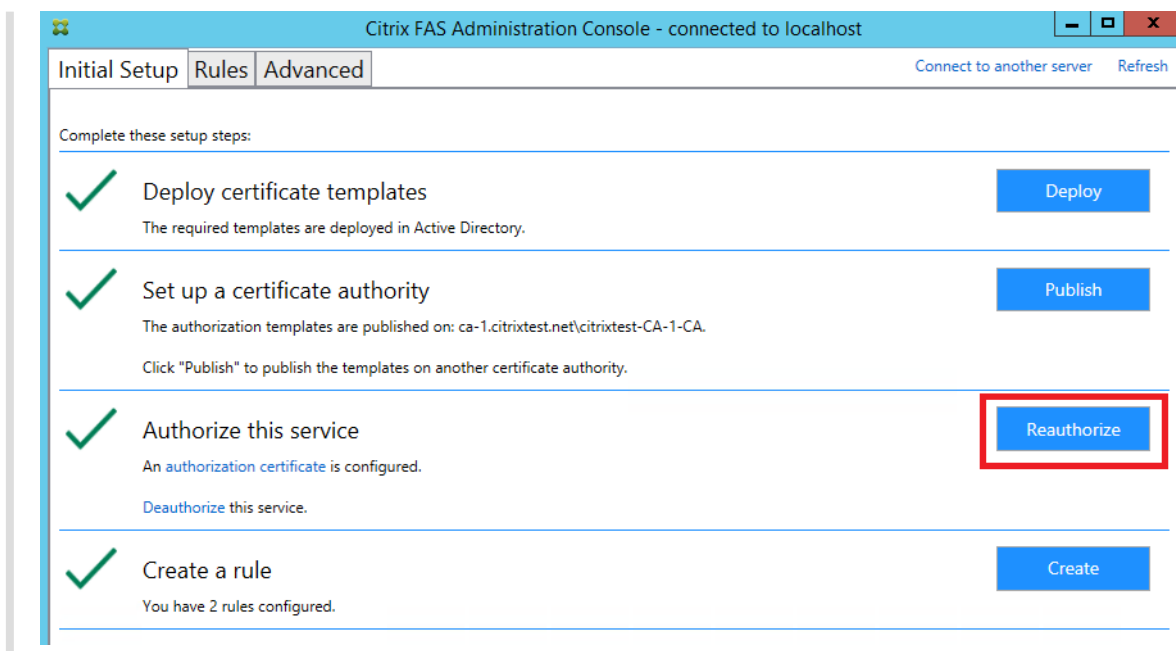 Citrix FAS Administration Console - connected to localhost
Initial Setup Rules Advanced Connect to another server Refresh
Complete these setup steps:
Deploy certificate templates
Deploy
The required templates are deployed in Active Directory.
Set up a certificate authority
Publish
The authorization templates are published on: ca-1.citrixtest.net\citrixtest-CA-1-CA.
Click "Publish" to publish the templates on another certificate authority.
Authorize this service
Reauthorize
An authorization certificate is configured.
Deauthorize this service.
Create a rule
Create
You have 2 rules configured.